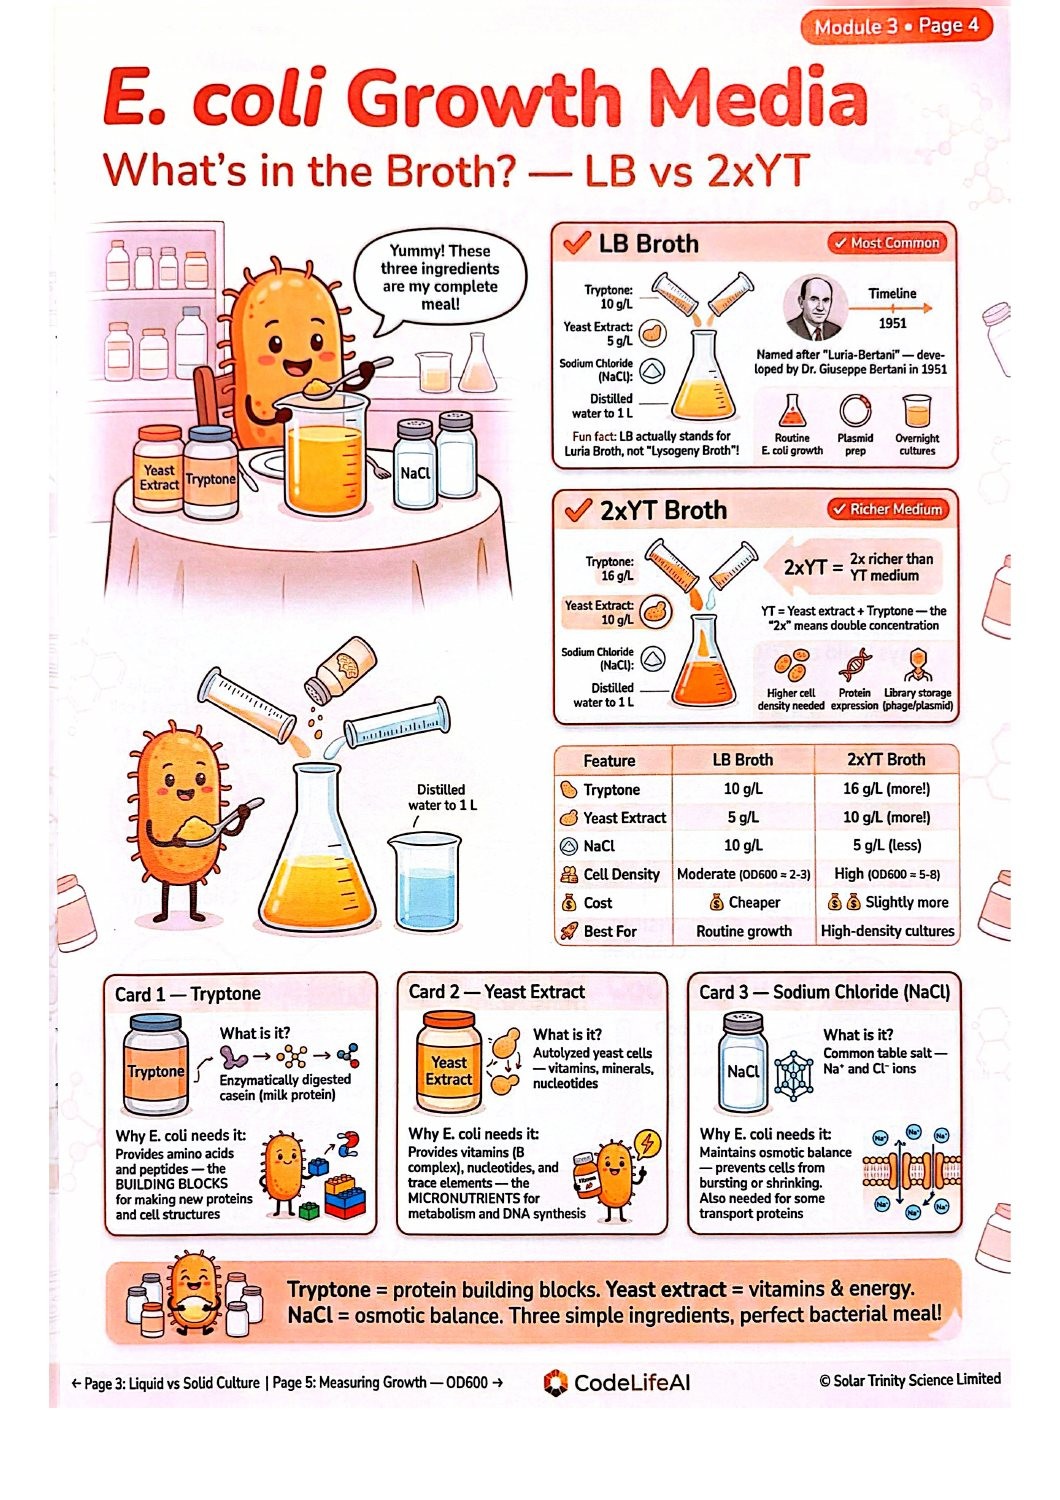 Module 3 • Page 4
E. coli Growth Media
What's in the Broth? — LB vs 2xYT
Yummy! These
three ingredients
are my complete
meal!
Yeast
Extract
Tryptone
NaCl
✓ LB Broth
✓ Most Common
Tryptone:
10 g/L
Yeast Extract:
5 g/L
Sodium Chloride
(NaCl):
Distilled
water to 1 L
Timeline
1951
Named after "Luria-Bertani" — deve-
loped by Dr. Giuseppe Bertani in 1951
Fun fact: LB actually stands for
Luria Broth, not "Lysogeny Broth"!
Routine
E. coli growth
Plasmid
prep
Overnight
cultures
✓ 2xYT Broth
✓ Richer Medium
Tryptone:
16 g/L
Yeast Extract:
10 g/L
Sodium Chloride
(NaCl):
Distilled
water to 1 L
2xYT = 2x richer than
YT medium
YT = Yeast extract + Tryptone — the
"2x" means double concentration
Higher cell
density needed
Protein
expression
Library storage
(phage/plasmid)
Distilled
water to 1 L
Feature LB Broth 2xYT Broth
Tryptone 10 g/L 16 g/L (more!)
Yeast Extract 5 g/L 10 g/L (more!)
NaCl 10 g/L 5 g/L (less)
Cell Density Moderate (OD600 ≈ 2-3) High (OD600 ≈ 5-8)
Cost Cheaper Slightly more
Best For Routine growth High-density cultures
Card 1 — Tryptone
Tryptone
What is it?
Enzymatically digested
casein (milk protein)
Why E. coli needs it:
Provides amino acids
and peptides — the
BUILDING BLOCKS
for making new proteins
and cell structures
Card 2 — Yeast Extract
Yeast
Extract
What is it?
Autolyzed yeast cells
— vitamins, minerals,
nucleotides
Why E. coli needs it:
Provides vitamins (B
complex), nucleotides, and
trace elements — the
MICRONUTRIENTS for
metabolism and DNA synthesis
Card 3 — Sodium Chloride (NaCl)
NaCl
What is it?
Common table salt —
Na⁺ and Cl⁻ ions
Why E. coli needs it:
Maintains osmotic balance
— prevents cells from
bursting or shrinking.
Also needed for some
transport proteins
Na⁺ Na⁺ Na⁺
Na⁺ Na⁺ Na⁺
Tryptone = protein building blocks. Yeast extract = vitamins & energy.
NaCl = osmotic balance. Three simple ingredients, perfect bacterial meal!
← Page 3: Liquid vs Solid Culture | Page 5: Measuring Growth — OD600 →
CodeLifeAI
© Solar Trinity Science Limited